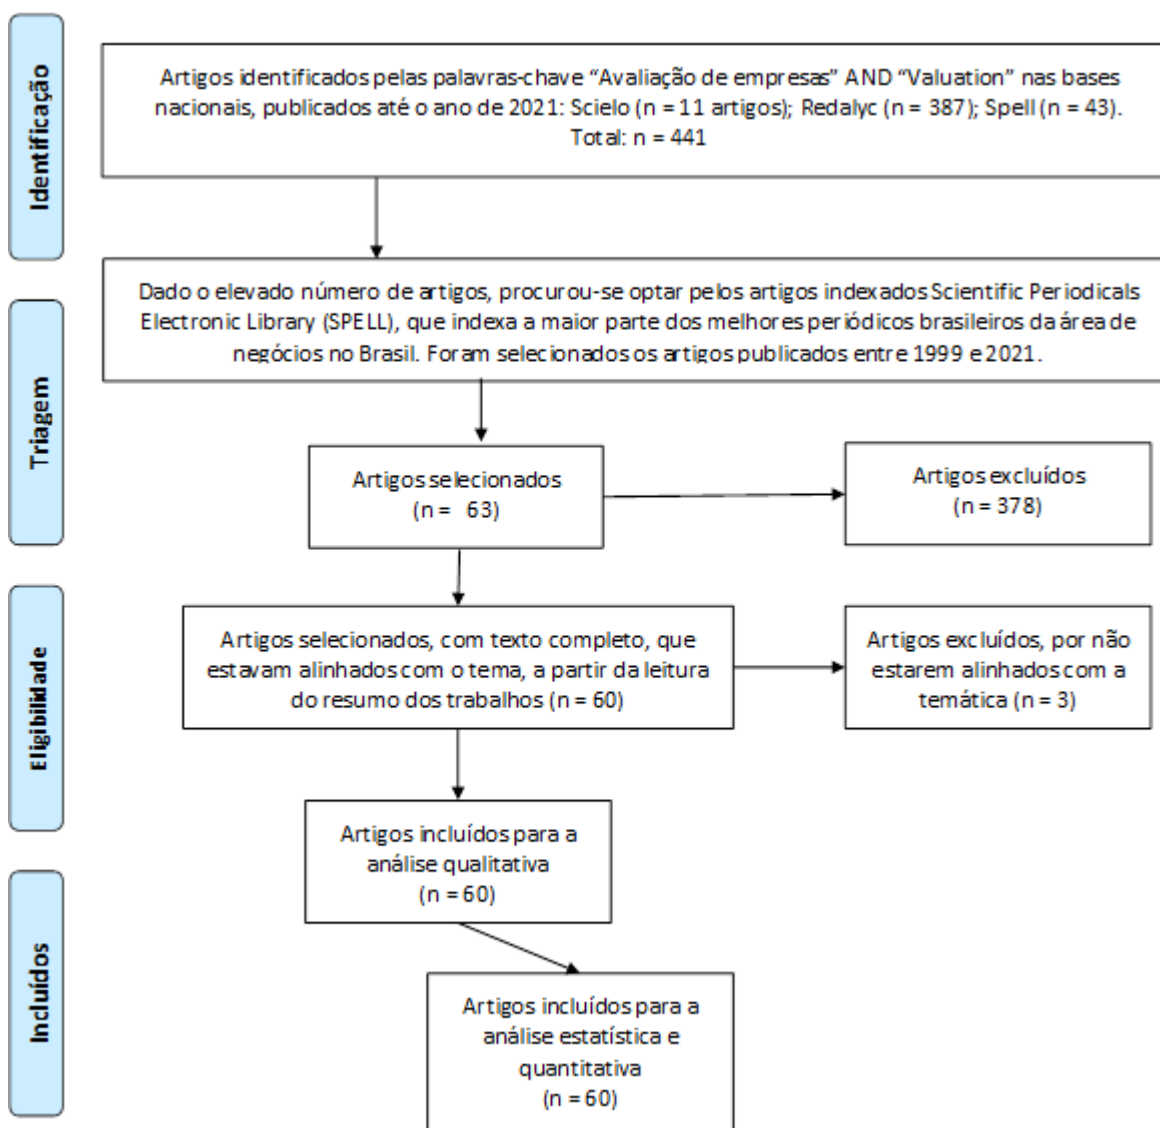 Identificação
Artigos identificados pelas palavras-chave “Avaliação de empresas” AND “Valuation” nas bases
nacionais, publicados até o ano de 2021: Scielo (n = 11 artigos); Redalyc (n = 387); Spell (n = 43).
Total: n = 441
Triagem
Dado o elevado número de artigos, procurou-se optar pelos artigos indexados Scientific Periodicals
Electronic Library (SPELL), que indexa a maior parte dos melhores periódicos brasileiros da área de
negócios no Brasil. Foram selecionados os artigos publicados entre 1999 e 2021.
Artigos selecionados
(n = 63)
Artigos excluídos
(n = 378)
Eligibilidade
Artigos selecionados, com texto completo, que
estavam alinhados com o tema, a partir da leitura
do resumo dos trabalhos (n = 60)
Artigos excluídos, por não
estarem alinhados com a
temática (n = 3)
Incluídos
Artigos incluídos para a
análise qualitativa
(n = 60)
Artigos incluídos para a
análise estatística e
quantitativa
(n = 60)